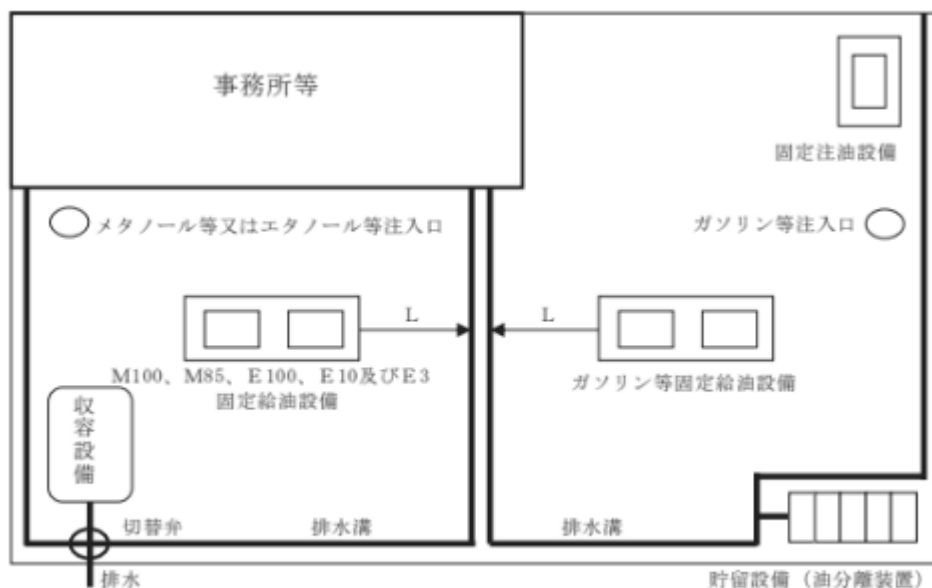 事務所等
固定注油設備
メタノール等又はエタノール等注入口
ガソリン等注入口
L
L
M100、M85、E100、E10及びE3
固定給油設備
ガソリン等固定給油設備
収容設備
切替弁
排水溝
排水溝
排水
貯留設備（油分離装置）